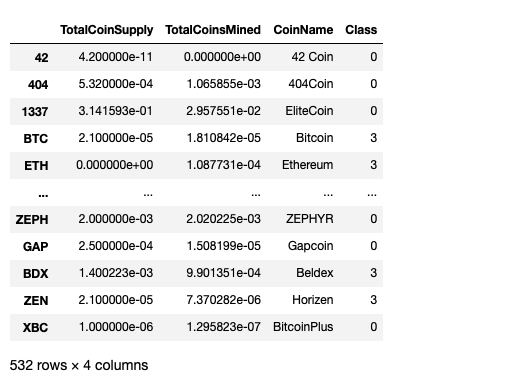 TotalCoinSupply TotalCoinsMined CoinName Class
42 4.200000e-11 0.000000e+00 42 Coin 0
404 5.320000e-04 1.065855e-03 404Coin 0
1337 3.141593e-01 2.957551e-02 EliteCoin 0
BTC 2.100000e-05 1.810842e-05 Bitcoin 3
ETH 0.000000e+00 1.087731e-04 Ethereum 3
... ... ... ... ...
ZEPH 2.000000e-03 2.020225e-03 ZEPHYR 0
GAP 2.500000e-04 1.508199e-05 Gapcoin 0
BDX 1.400223e-03 9.901351e-04 Beldex 3
ZEN 2.100000e-05 7.370282e-06 Horizen 3
XBC 1.000000e-06 1.295823e-07 BitcoinPlus 0
532 rows × 4 columns